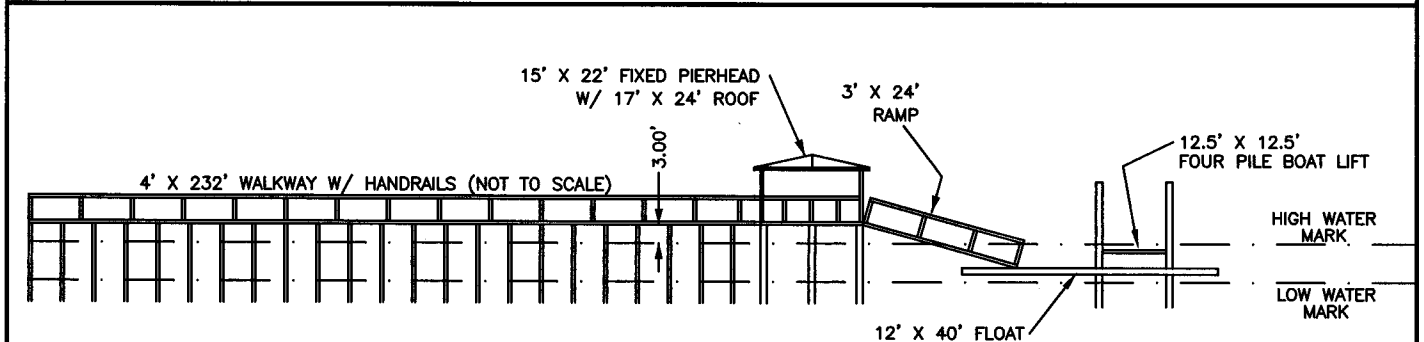 15' X 22' FIXED PIERHEAD
W/ 17' X 24' ROOF
3' X 24'
RAMP
12.5' X 12.5'
FOUR PILE BOAT LIFT
3.00'
4' X 232' WALKWAY W/ HANDRAILS (NOT TO SCALE)
HIGH WATER
MARK
LOW WATER
MARK
12' X 40' FLOAT